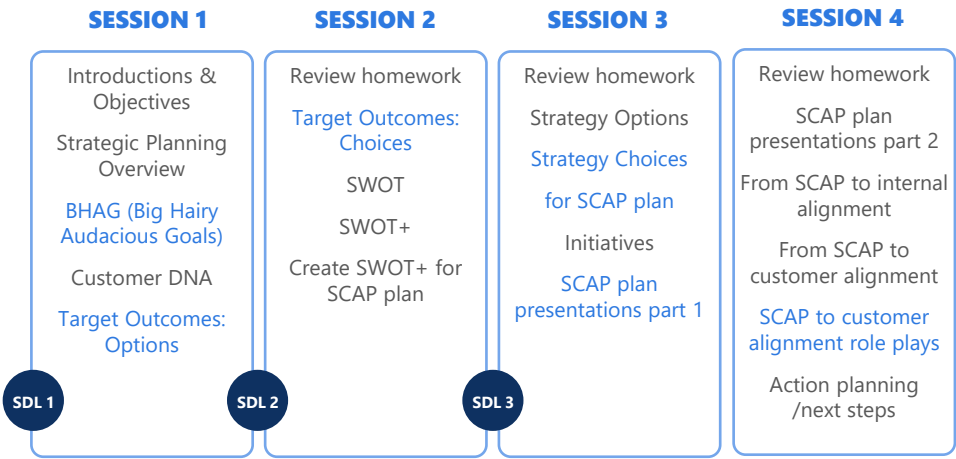 SESSION 1
Introductions &
Objectives
Strategic Planning
Overview
BHAG (Big Hairy
Audacious Goals)
Customer DNA
Target Outcomes:
Options
SDL 1
SESSION 2
Review homework
Target Outcomes:
Choices
SWOT
SWOT+
Create SWOT+ for
SCAP plan
SDL 2
SESSION 3
Review homework
Strategy Options
Strategy Choices
for SCAP plan
Initiatives
SCAP plan
presentations part 1
SDL 3
SESSION 4
Review homework
SCAP plan
presentations part 2
From SCAP to internal
alignment
From SCAP to
customer alignment
SCAP to customer
alignment role plays
Action planning
/next steps